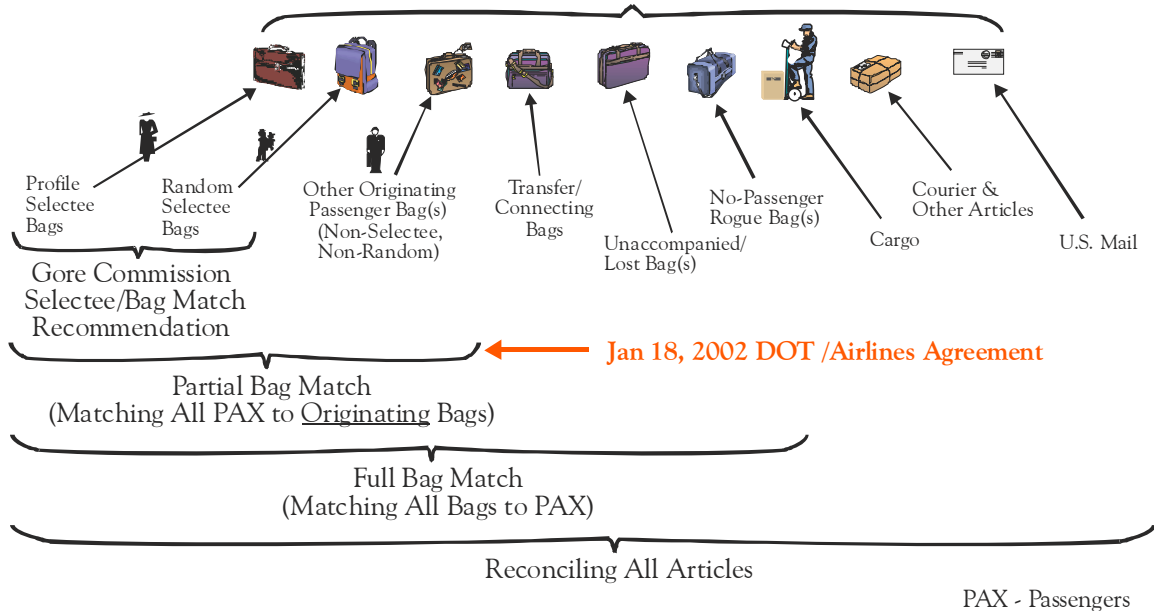 Profile
Selectee
Bags
Random
Selectee
Bags
Other Originating
Passenger Bag(s)
(Non-Selectee,
Non-Random)
Transfer/
Connecting
Bags
Unaccompanied/
Lost Bag(s)
No-Passenger
Rogue Bag(s)
Cargo
Courier &
Other Articles
U.S. Mail
Gore Commission
Selectee/Bag Match
Recommendation
Jan 18, 2002 DOT /Airlines Agreement
Partial Bag Match
(Matching All PAX to Originating Bags)
Full Bag Match
(Matching All Bags to PAX)
Reconciling All Articles
PAX - Passengers